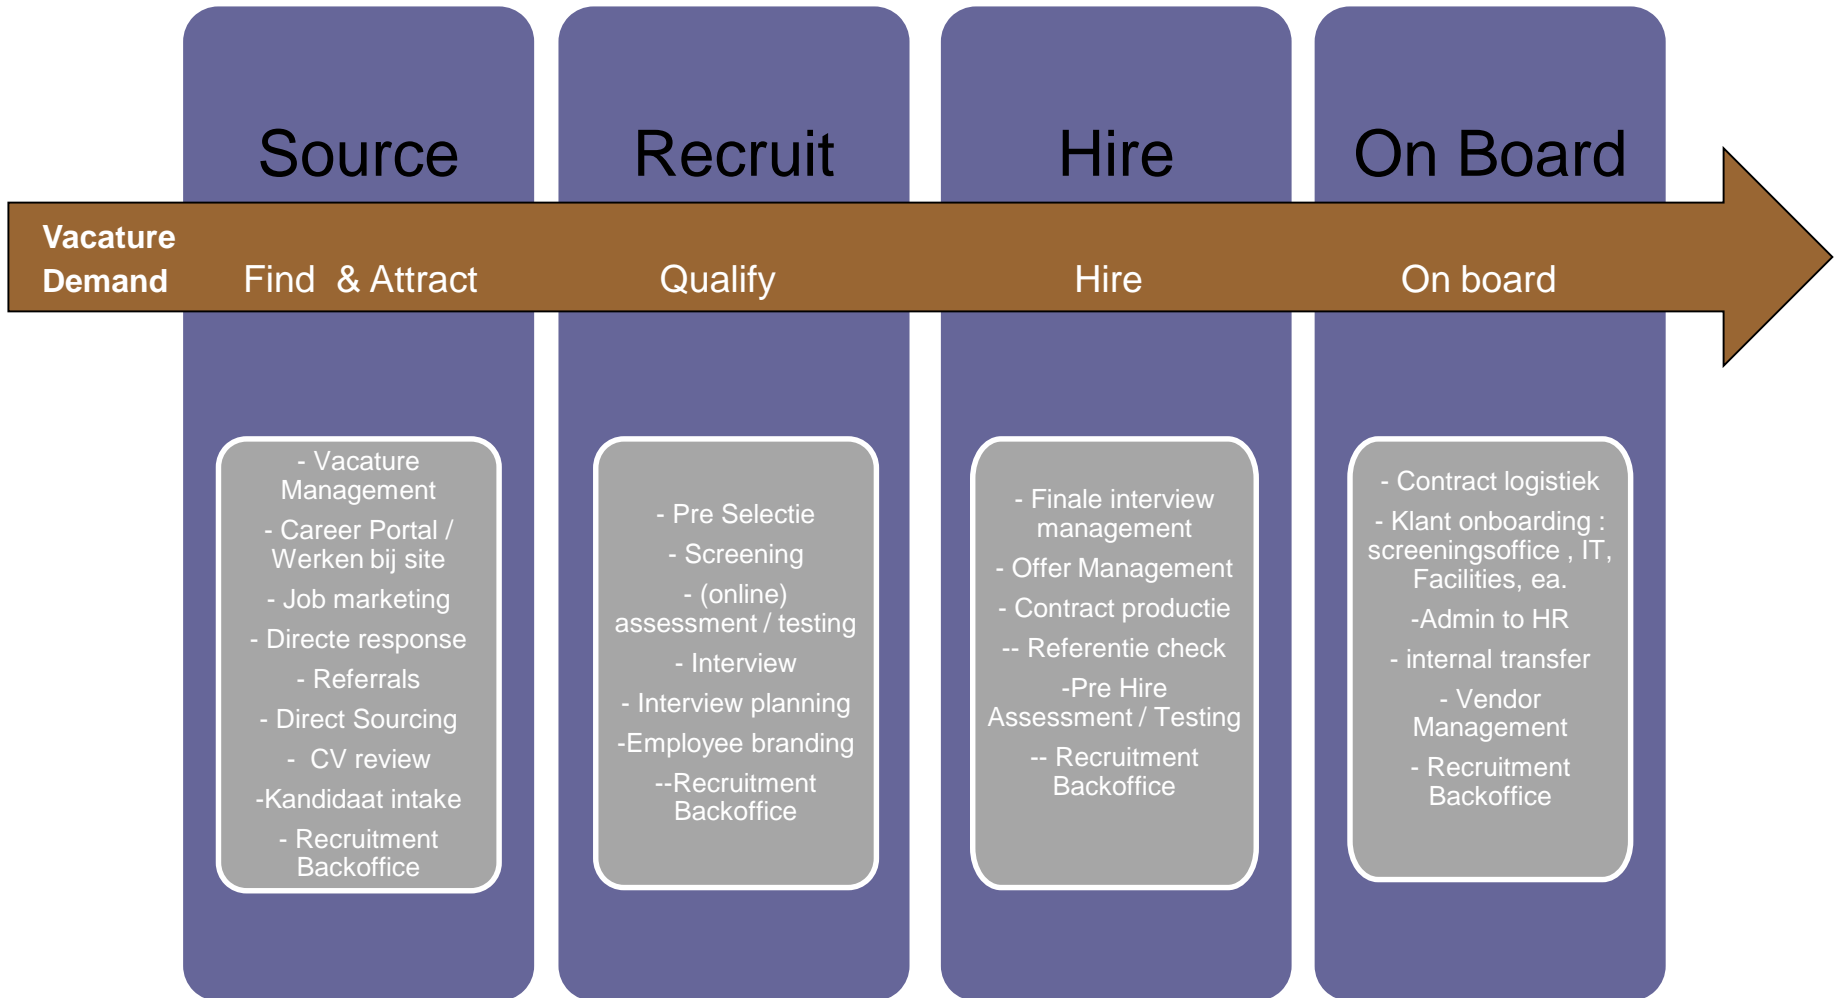 Source
Recruit
Hire
On Board
Vacature
Demand
Find & Attract
Qualify
Hire
On board
- Vacature
Management
- Career Portal /
Werken bij site
- Job marketing
- Directe response
- Referrals
- Direct Sourcing
- CV review
-Kandidaat intake
- Recruitment
Backoffice
- Pre Selectie
- Screening
- (online)
assessment / testing
- Interview
- Interview planning
-Employee branding
--Recruitment
Backoffice
- Finale interview
management
- Offer Management
- Contract productie
-- Referentie check
-Pre Hire
Assessment / Testing
-- Recruitment
Backoffice
- Contract logistiek
- Klant onboarding :
screeningsoffice , IT,
Facilities, ea.
-Admin to HR
- internal transfer
- Vendor
Management
- Recruitment
Backoffice